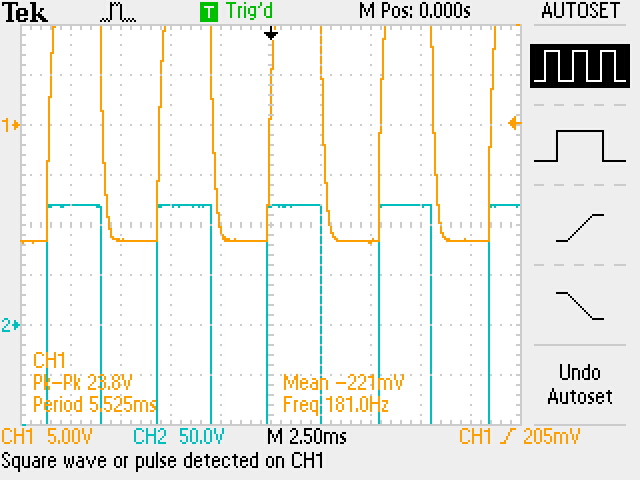 Tek T Trig'd M Pos: 0.000s AUTOSET
1
2
CH1
Pk-Pk 23.8V Mean -221mV
Period 5.525ms Freq 181.0Hz
Undo
Autoset
CH1 5.00V CH2 50.0V M 2.50ms CH1 205mV
Square wave or pulse detected on CH1